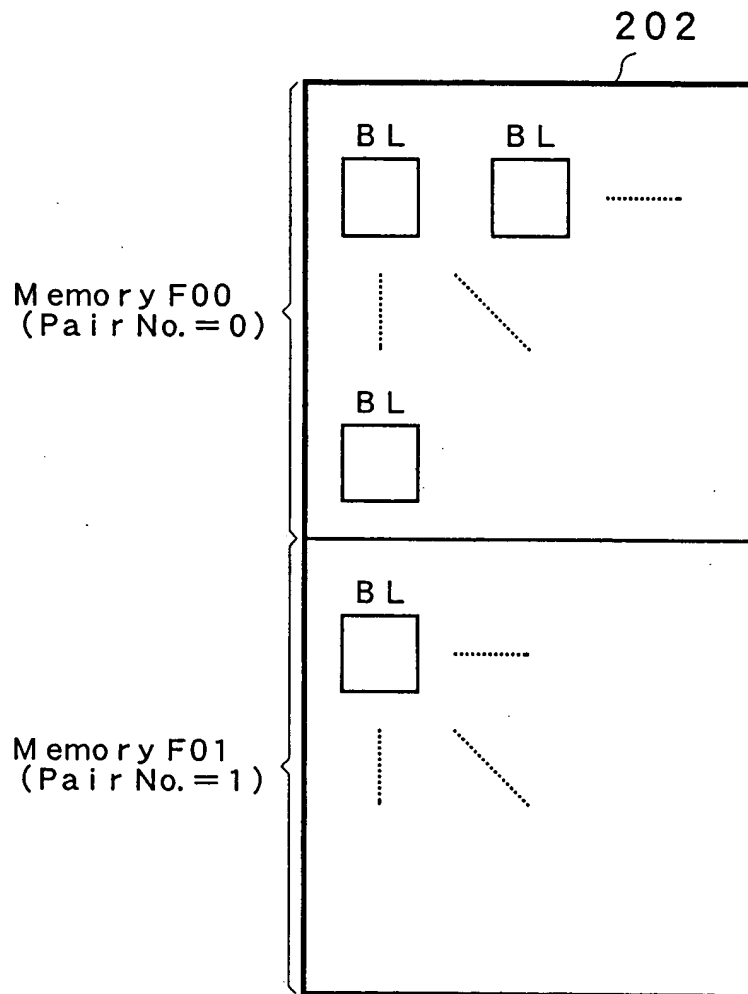 202
BL BL
Memory F00
(Pair No.=0)
BL
BL
Memory F01
(Pair No.=1)